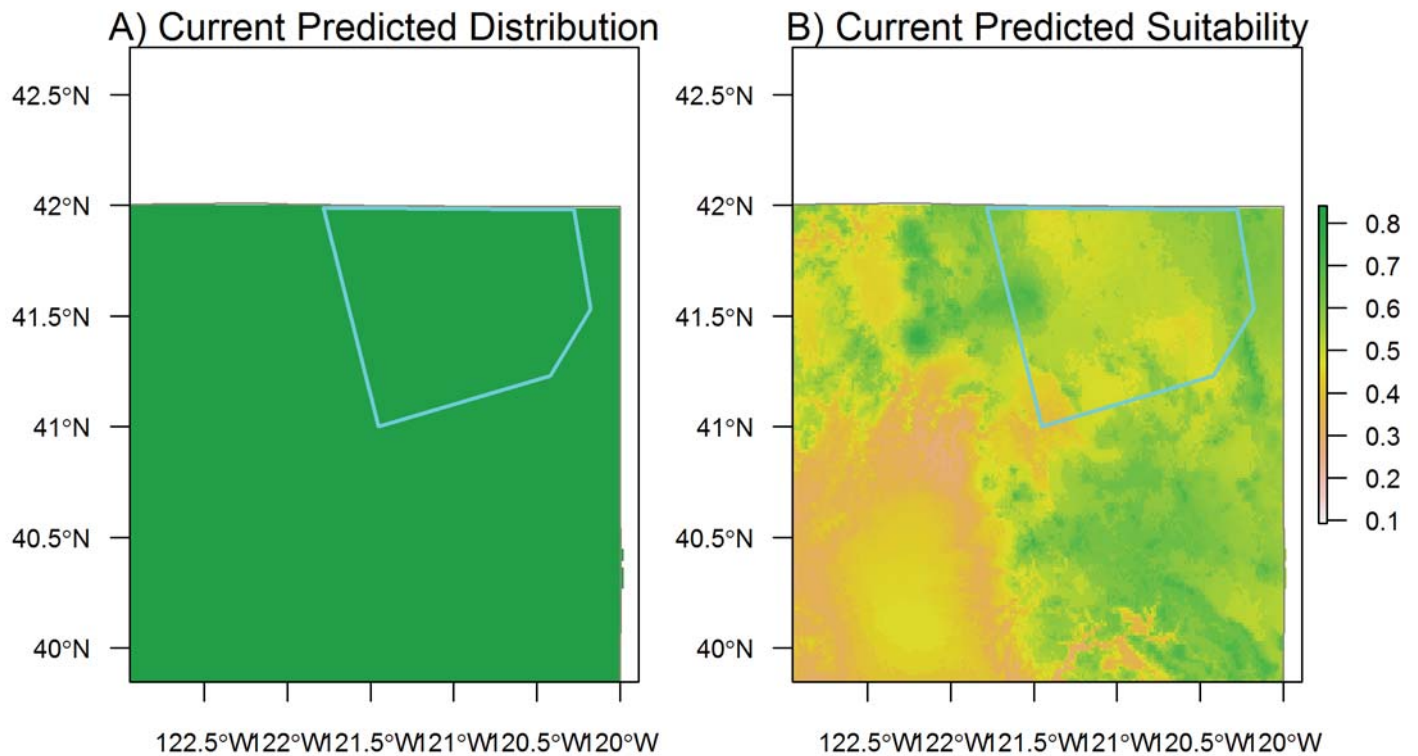 A) Current Predicted Distribution
42.5°N
42°N
41.5°N
41°N
40.5°N
40°N
122.5°W122°W121.5°W121°W120.5°W120°W
B) Current Predicted Suitability
42.5°N
42°N
41.5°N
41°N
40.5°N
40°N
122.5°W122°W121.5°W121°W120.5°W120°W
0.8
0.7
0.6
0.5
0.4
0.3
0.2
0.1